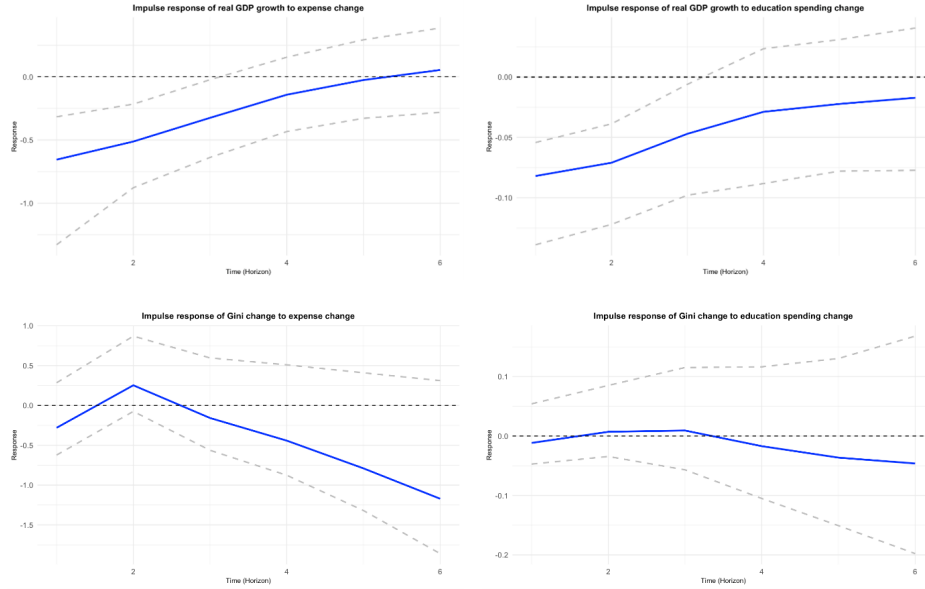 Impulse response of real GDP growth to expense change
0.0
-0.5
-1.0
Response
2
4
6
Time (Horizon)
Impulse response of real GDP growth to education spending change
0.00
-0.05
-0.10
Response
2
4
6
Time (Horizon)
Impulse response of Gini change to expense change
1.0
0.5
0.0
-0.5
-1.0
-1.5
Response
2
4
6
Time (Horizon)
Impulse response of Gini change to education spending change
0.1
0.0
-0.1
-0.2
Response
2
4
6
Time (Horizon)